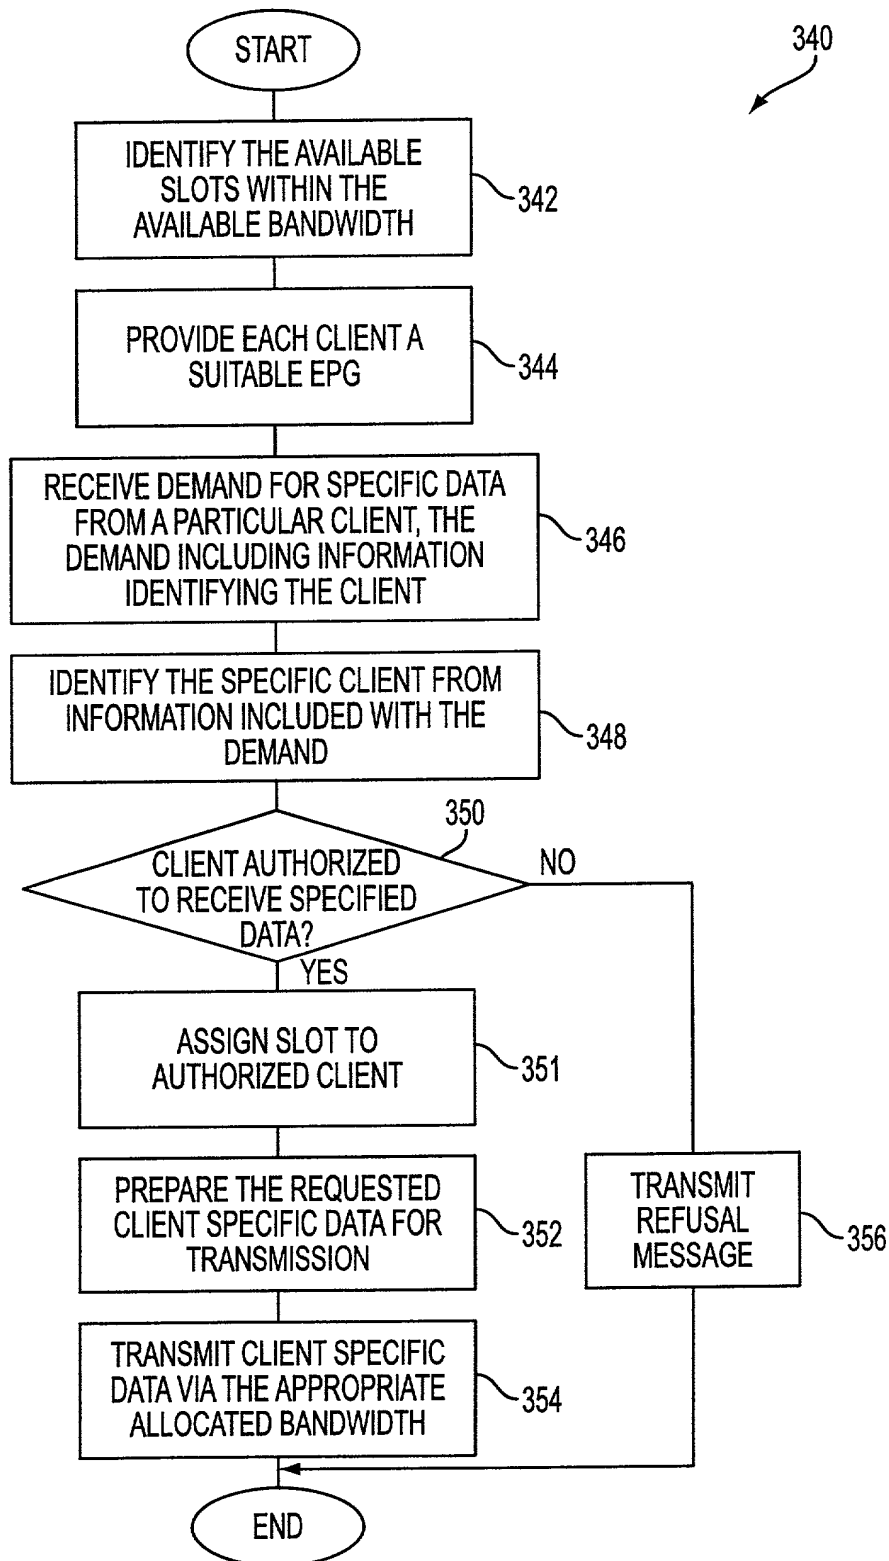 START
340
IDENTIFY THE AVAILABLE
SLOTS WITHIN THE
AVAILABLE BANDWIDTH
342
PROVIDE EACH CLIENT A
SUITABLE EPG
344
RECEIVE DEMAND FOR SPECIFIC DATA
FROM A PARTICULAR CLIENT, THE
DEMAND INCLUDING INFORMATION
IDENTIFYING THE CLIENT
346
IDENTIFY THE SPECIFIC CLIENT FROM
INFORMATION INCLUDED WITH THE
DEMAND
348
350
CLIENT AUTHORIZED
TO RECEIVE SPECIFIED
DATA?
NO
YES
ASSIGN SLOT TO
AUTHORIZED CLIENT
351
PREPARE THE REQUESTED
CLIENT SPECIFIC DATA FOR
TRANSMISSION
352
TRANSMIT
REFUSAL
MESSAGE
356
TRANSMIT CLIENT SPECIFIC
DATA VIA THE APPROPRIATE
ALLOCATED BANDWIDTH
354
END